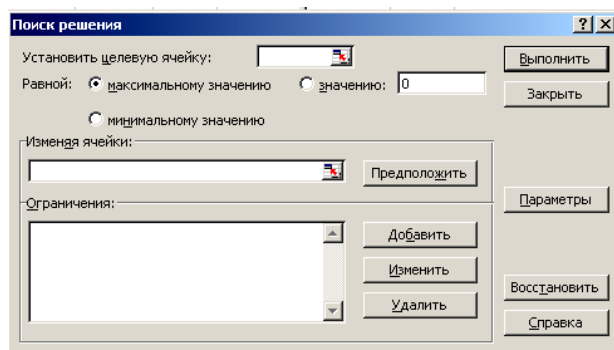 Поиск решения
Установить целевую ячейку:
Равной: максимальному значению значению: 0
минимальному значению
Изменяя ячейки:
Предположить
Ограничения:
Добавить
Изменить
Удалить
Выполнить
Закрыть
Параметры
Восстановить
Справка